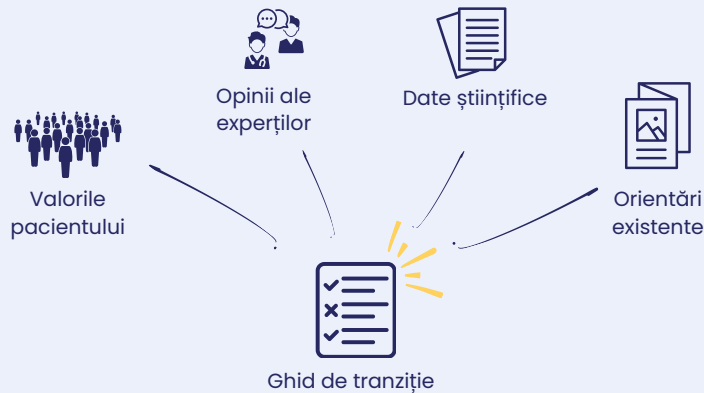 Opinii ale
experților
Date științifice
Valorile
pacientului
Orientări
existente
Ghid de tranziție